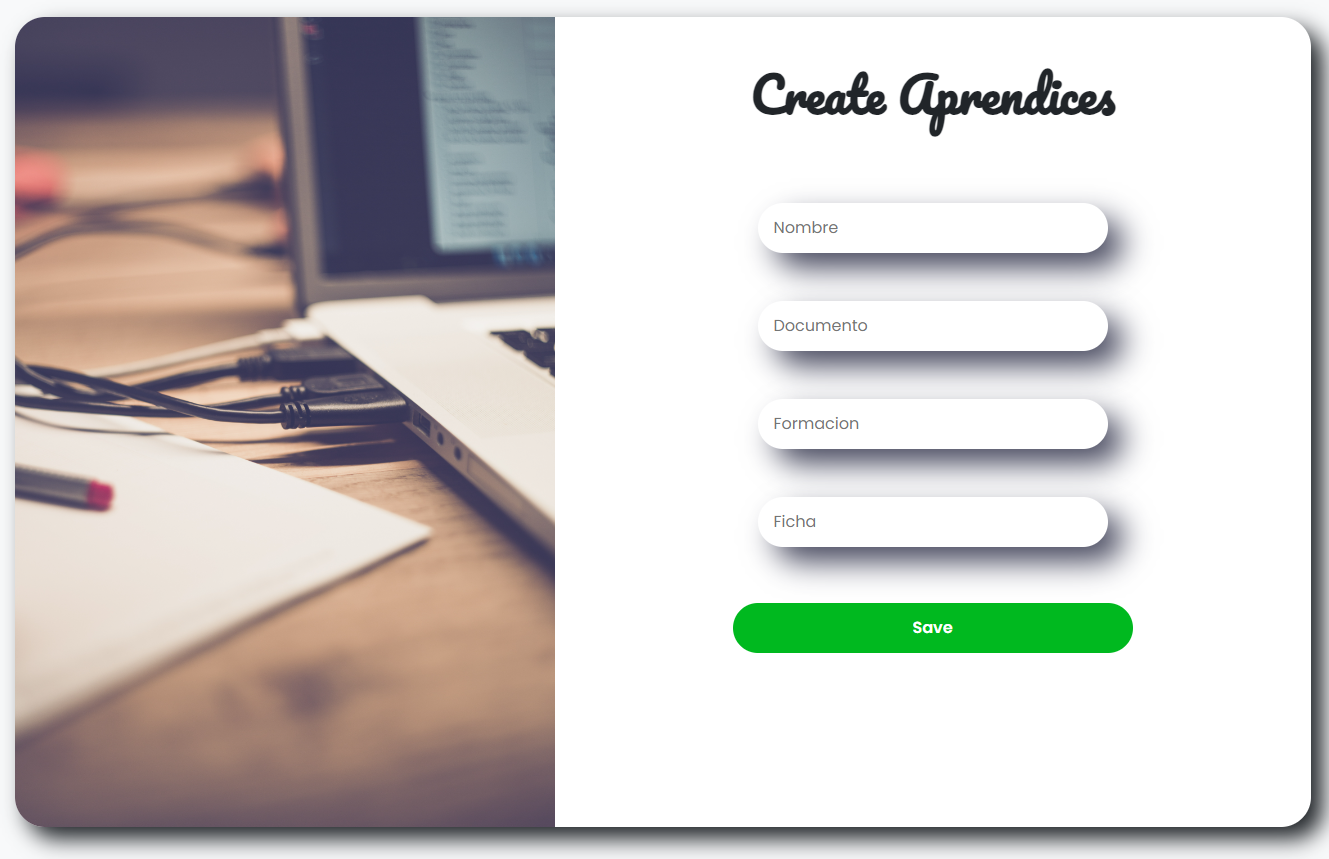 Create Aprendices
Nombre
Documento
Formacion
Ficha
Save